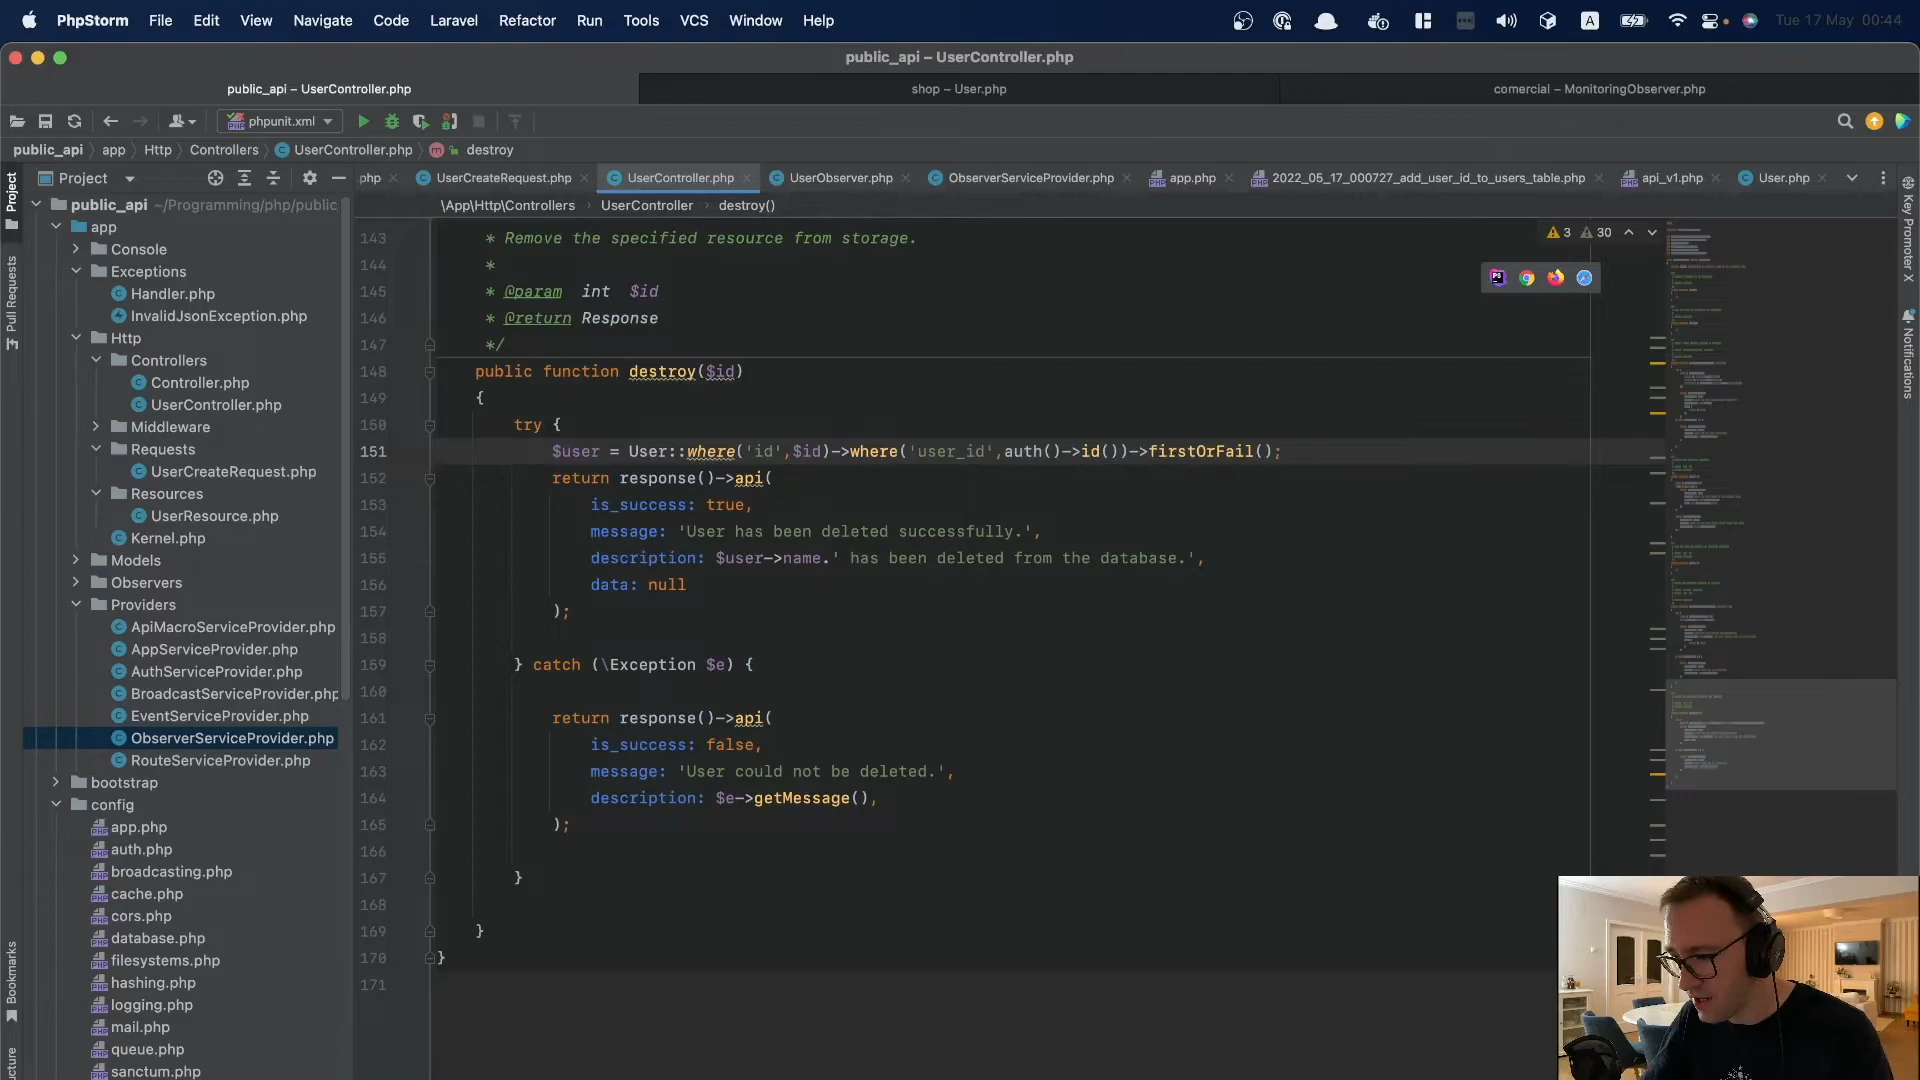 PhpStorm File Edit View Navigate Code Laravel Refactor Run Tools VCS Window Help A Tue 17 May 00:44
public_api – UserController.php
public_api – UserController.php shop – User.php comercial – MonitoringObserver.php
phpunit.xml
public_api app Http Controllers UserController.php m destroy
Project php UserCreateRequest.php UserController.php UserObserver.php ObserverServiceProvider.php app.php 2022_05_17_000727_add_user_id_to_users_table.php api_v1.php User.php
\App\Http\Controllers UserController destroy()
Project
Pull Requests
Bookmarks
ucture
public_api ~/Programming/php/public
app
Console
Exceptions
Handler.php
InvalidJsonException.php
Http
Controllers
Controller.php
UserController.php
Middleware
Requests
UserCreateRequest.php
Resources
UserResource.php
Kernel.php
Models
Observers
Providers
ApiMacroServiceProvider.php
AppServiceProvider.php
AuthServiceProvider.php
BroadcastServiceProvider.php
EventServiceProvider.php
ObserverServiceProvider.php
RouteServiceProvider.php
bootstrap
config
app.php
auth.php
broadcasting.php
cache.php
cors.php
database.php
filesystems.php
hashing.php
logging.php
mail.php
queue.php
sanctum.php
3 30
143 * Remove the specified resource from storage.
144 *
145 * @param int $id
146 * @return Response
147 */
148 public function destroy($id)
149 {
150 try {
151 $user = User::where('id',$id)->where('user_id',auth()->id())->firstOrFail();
152 return response()->api(
153 is_success: true,
154 message: 'User has been deleted successfully.',
155 description: $user->name.' has been deleted from the database.',
156 data: null
157 );
158
159 } catch (\Exception $e) {
160
161 return response()->api(
162 is_success: false,
163 message: 'User could not be deleted.',
164 description: $e->getMessage(),
165 );
166
167 }
168
169 }
170 }
171
Key Promoter X
Notifications